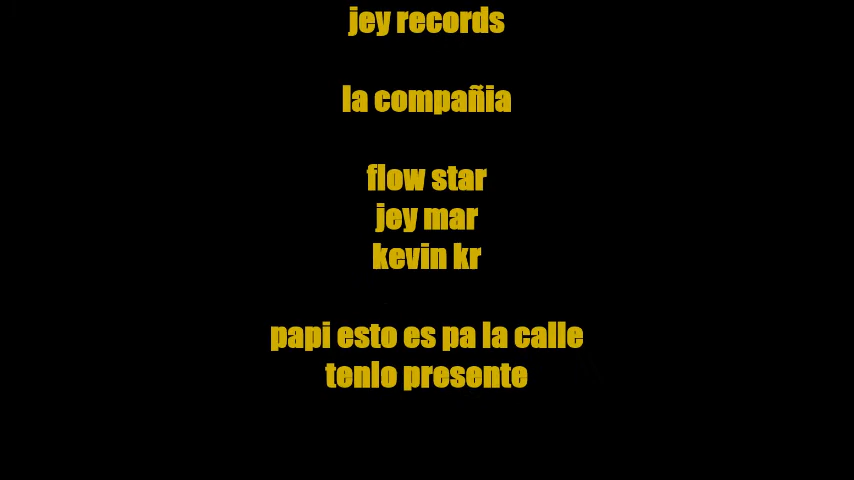 jey records
la compañia
flow star
jey mar
kevin kr
papi esto es pa la calle
tenlo presente